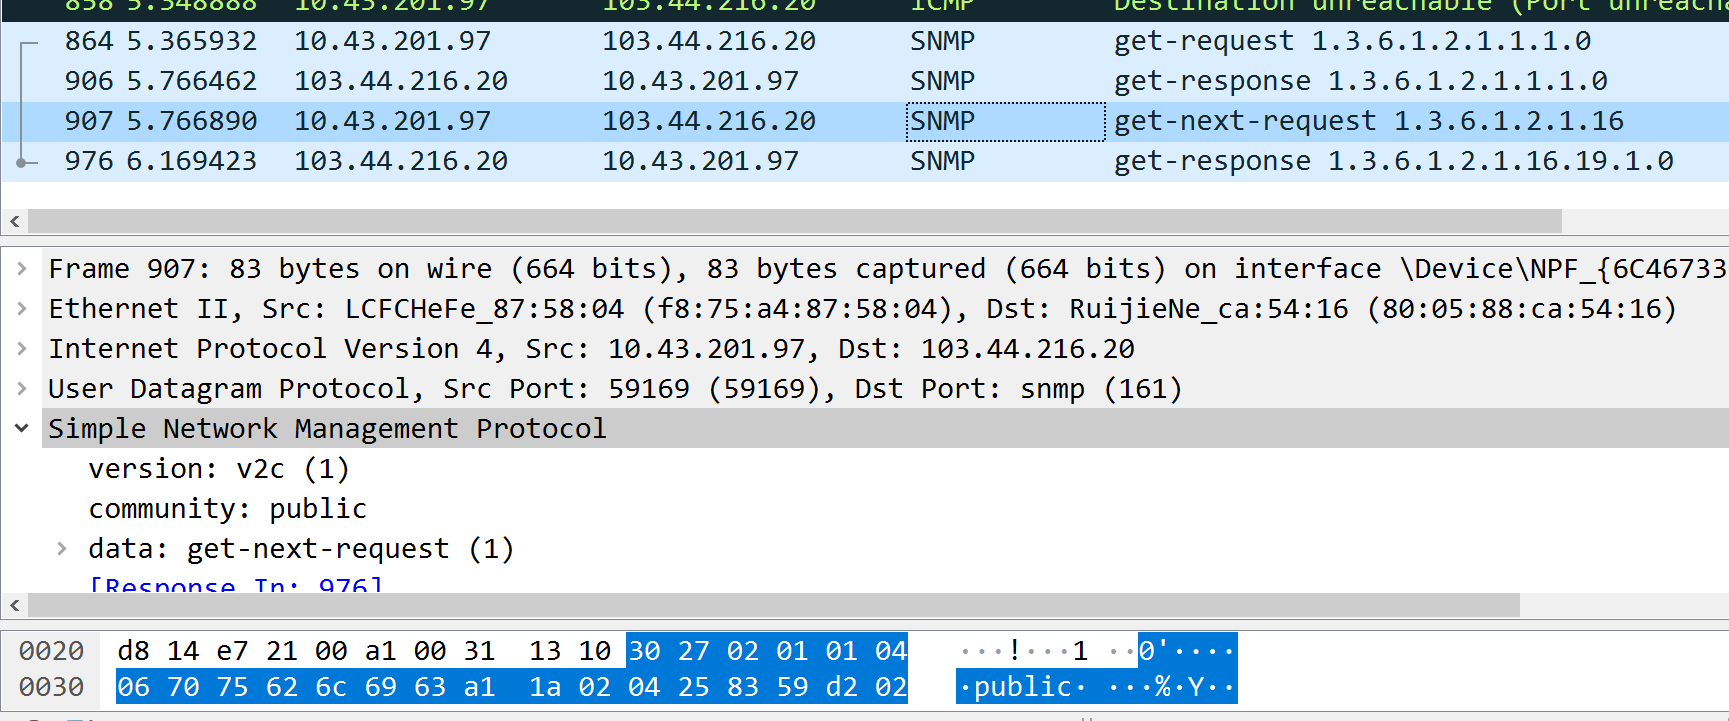 858 5.348888 10.43.201.97 103.44.216.20 ICMP Destination unreachable (Port unreacha
864 5.365932 10.43.201.97 103.44.216.20 SNMP get-request 1.3.6.1.2.1.1.1.0
906 5.766462 103.44.216.20 10.43.201.97 SNMP get-response 1.3.6.1.2.1.1.1.0
907 5.766890 10.43.201.97 103.44.216.20 SNMP get-next-request 1.3.6.1.2.1.16
976 6.169423 103.44.216.20 10.43.201.97 SNMP get-response 1.3.6.1.2.1.16.19.1.0
Frame 907: 83 bytes on wire (664 bits), 83 bytes captured (664 bits) on interface \Device\NPF_{6C46733
Ethernet II, Src: LCFCHeFe_87:58:04 (f8:75:a4:87:58:04), Dst: RuijieNe_ca:54:16 (80:05:88:ca:54:16)
Internet Protocol Version 4, Src: 10.43.201.97, Dst: 103.44.216.20
User Datagram Protocol, Src Port: 59169 (59169), Dst Port: snmp (161)
Simple Network Management Protocol
version: v2c (1)
community: public
data: get-next-request (1)
[Response In: 976]
0020 d8 14 e7 21 00 a1 00 31 13 10 30 27 02 01 01 04 ···!···1 ··0'····
0030 06 70 75 62 6c 69 63 a1 1a 02 04 25 83 59 d2 02 ·public· ···%·Y··